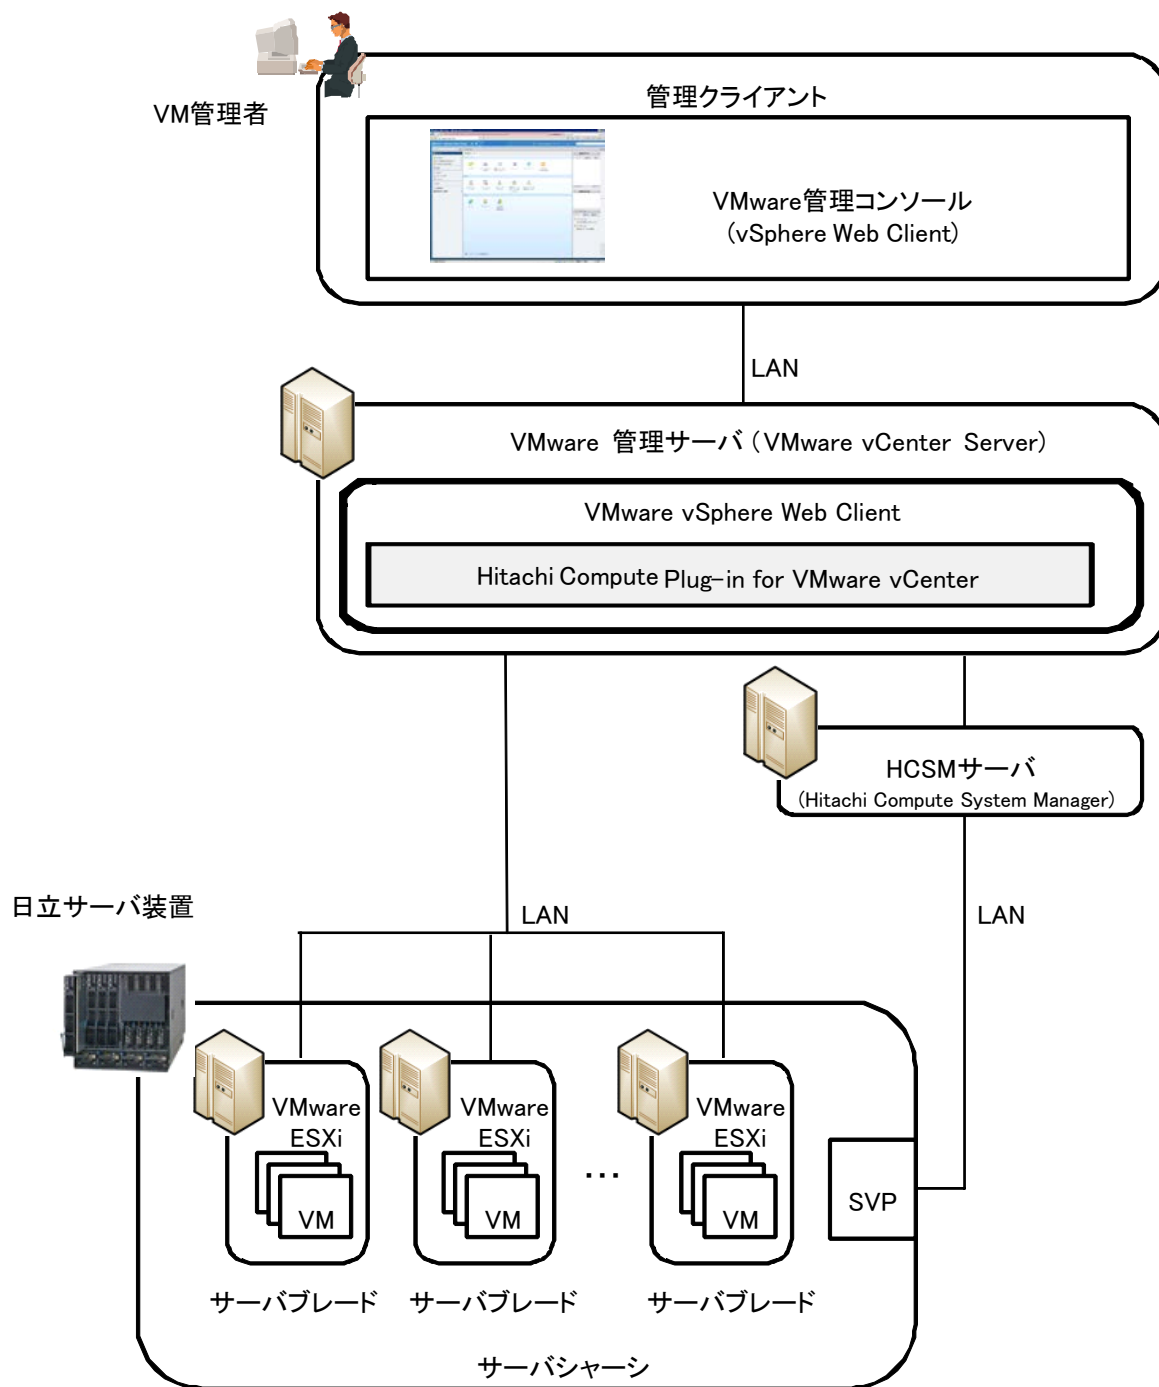 VM管理者
管理クライアント
VMware管理コンソール
(vSphere Web Client)
LAN
VMware 管理サーバ(VMware vCenter Server)
VMware vSphere Web Client
Hitachi Compute Plug-in for VMware vCenter
HCSMサーバ
(Hitachi Compute System Manager)
日立サーバ装置
LAN
LAN
VMware
ESXi
VM
VMware
ESXi
VM
...
VMware
ESXi
VM
SVP
サーバブレード
サーバブレード
サーバブレード
サーバシャーシ